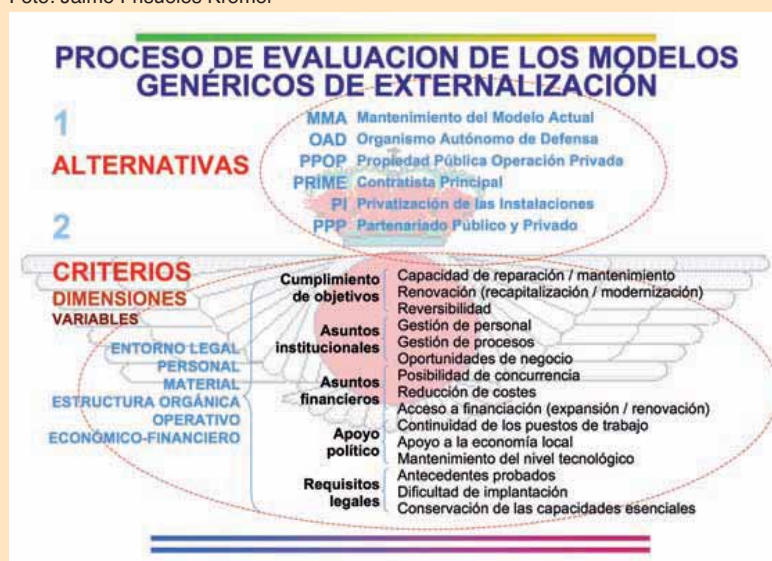 Foto: Jaime Frisuelos Krömer
PROCESO DE EVALUACION DE LOS MODELOS
GENÉRICOS DE EXTERNALIZACIÓN
1
ALTERNATIVAS
MMA Mantenimiento del Modelo Actual
OAD Organismo Autónomo de Defensa
PPOP Propiedad Pública Operación Privada
PRIME Contratista Principal
PI Privatización de las Instalaciones
PPP Partenariado Público y Privado
2
CRITERIOS
DIMENSIONES
VARIABLES
ENTORNO LEGAL
PERSONAL
MATERIAL
ESTRUCTURA ORGÁNICA
OPERATIVO
ECONÓMICO-FINANCIERO
Cumplimiento
de objetivos
Capacidad de reparación / mantenimiento
Renovación (recapitalización / modernización)
Reversibilidad
Asuntos
institucionales
Gestión de personal
Gestión de procesos
Oportunidades de negocio
Asuntos
financieros
Posibilidad de concurrencia
Reducción de costes
Acceso a financiación (expansión / renovación)
Apoyo
político
Continuidad de los puestos de trabajo
Apoyo a la economía local
Mantenimiento del nivel tecnológico
Requisitos
legales
Antecedentes probados
Dificultad de implantación
Conservación de las capacidades esenciales